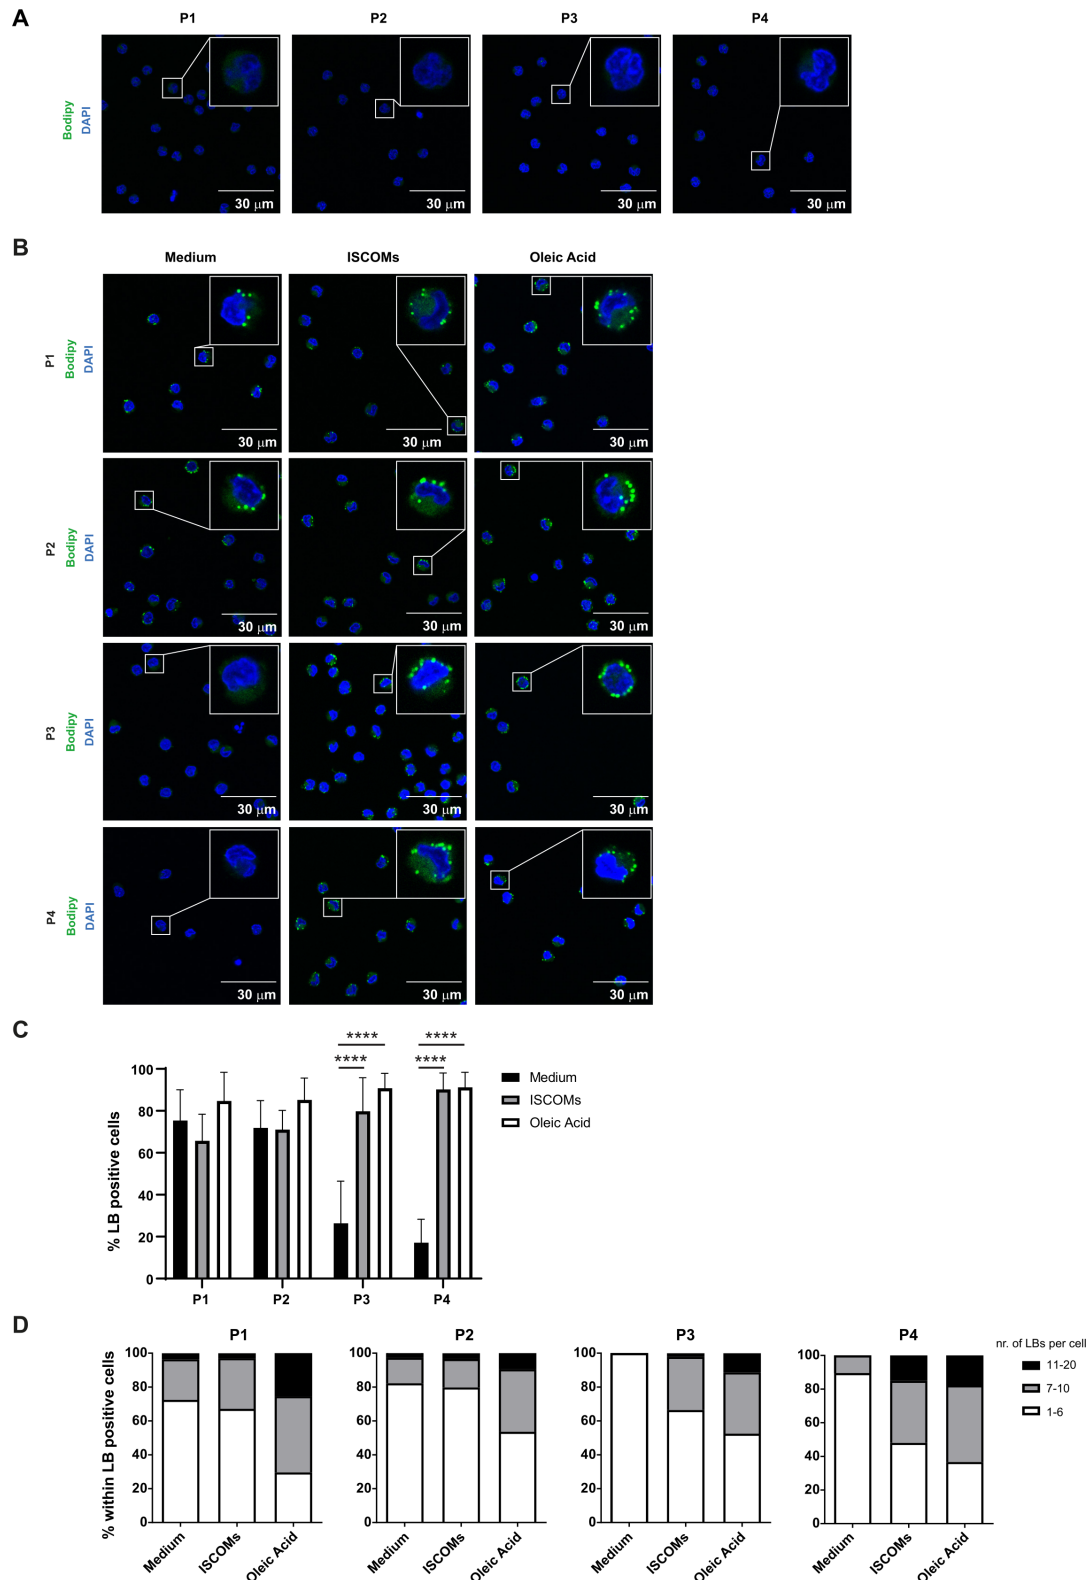 A
P1 P2 P3 P4
Bodipy
DAPI
30 μm 30 μm 30 μm 30 μm
B
Medium ISCOMs Oleic Acid
P1
Bodipy
DAPI
30 μm 30 μm 30 μm
P2
Bodipy
DAPI
30 μm 30 μm 30 μm
P3
Bodipy
DAPI
30 μm 30 μm 30 μm
P4
Bodipy
DAPI
30 μm 30 μm 30 μm
C
% LB positive cells
100
80
60
40
20
0
**** ****
**** ****
P1 P2 P3 P4
Medium
ISCOMs
Oleic Acid
D
% within LB positive cells
P1
100
80
60
40
20
0
Medium ISCOMs Oleic Acid
P2
100
80
60
40
20
0
Medium ISCOMs Oleic Acid
P3
100
80
60
40
20
0
Medium ISCOMs Oleic Acid
P4
100
80
60
40
20
0
Medium ISCOMs Oleic Acid
nr. of LBs per cell
11-20
7-10
1-6